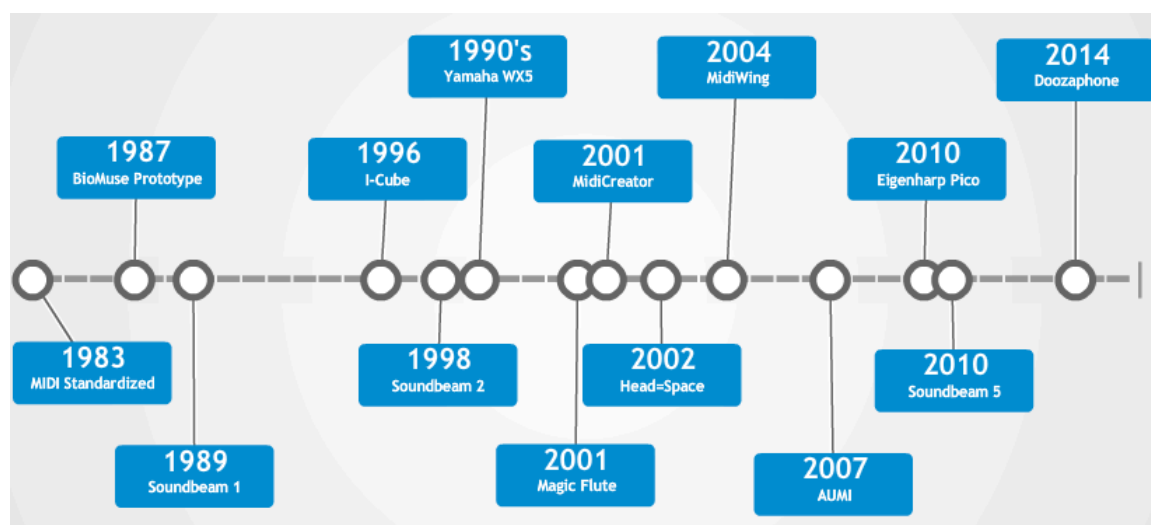 1983
MIDI Standardized
1987
BioMuse Prototype
1989
Soundbeam 1
1996
I-Cube
1998
Soundbeam 2
1990's
Yamaha WX5
2001
Magic Flute
2001
MidiCreator
2002
Head=Space
2004
MidiWing
2007
AUMI
2010
Eigenharp Pico
2010
Soundbeam 5
2014
Doozaphone